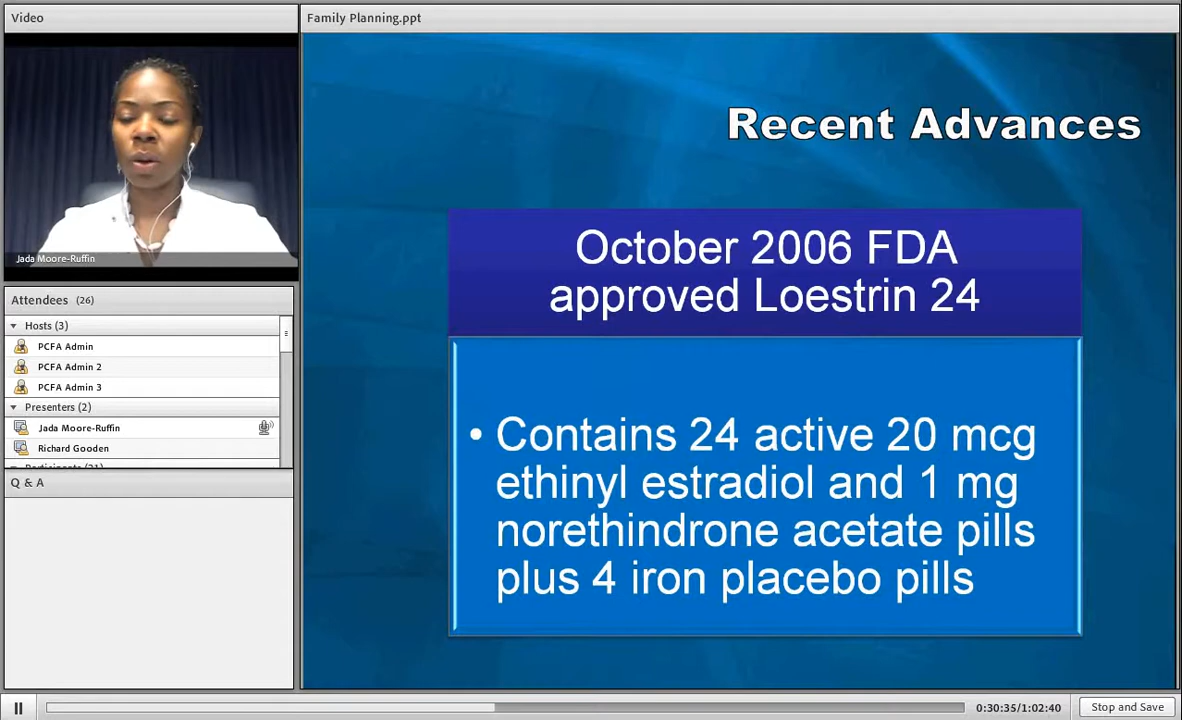 Video
Jada Moore-Ruffin
Attendees (26)
Hosts (3)
PCFA Admin
PCFA Admin 2
PCFA Admin 3
Presenters (2)
Jada Moore-Ruffin
Richard Gooden
Participants (21)
Q & A
Family Planning.ppt
Recent Advances
October 2006 FDA
approved Loestrin 24
• Contains 24 active 20 mcg
ethinyl estradiol and 1 mg
norethindrone acetate pills
plus 4 iron placebo pills
0:30:35/1:02:40
Stop and Save